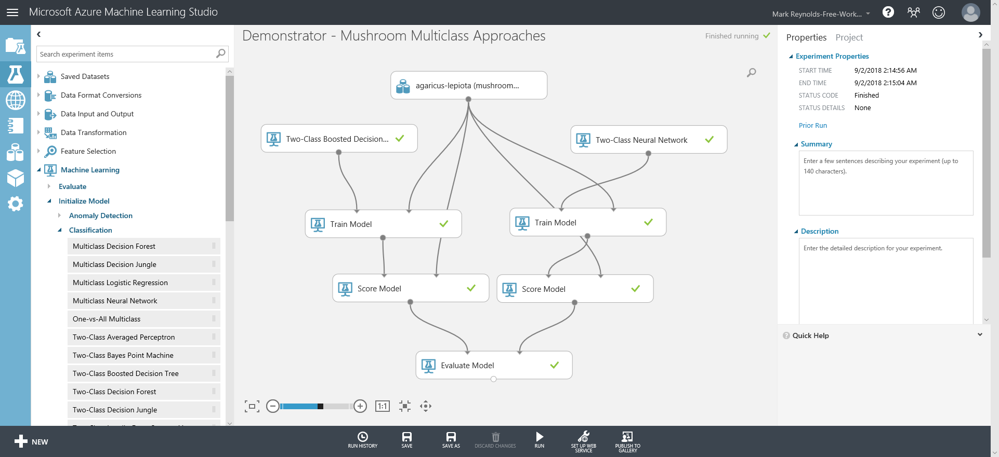 Microsoft Azure Machine Learning Studio
Mark Reynolds-Free-Work...
?
Search experiment items
Saved Datasets
Data Format Conversions
Data Input and Output
Data Transformation
Feature Selection
Machine Learning
Evaluate
Initialize Model
Anomaly Detection
Classification
Multiclass Decision Forest
Multiclass Decision Jungle
Multiclass Logistic Regression
Multiclass Neural Network
One-vs-All Multiclass
Two-Class Averaged Perceptron
Two-Class Bayes Point Machine
Two-Class Boosted Decision Tree
Two-Class Decision Forest
Two-Class Decision Jungle
Demonstrator - Mushroom Multiclass Approaches
Finished running
agaricus-lepiota (mushroom...
Two-Class Boosted Decision...
Two-Class Neural Network
Train Model
Train Model
Score Model
Score Model
Evaluate Model
1:1
Properties Project
Experiment Properties
START TIME 9/2/2018 2:14:56 AM
END TIME 9/2/2018 2:15:04 AM
STATUS CODE Finished
STATUS DETAILS None
Prior Run
Summary
Enter a few sentences describing your experiment (up to
140 characters).
Description
Enter the detailed description for your experiment.
? Quick Help
NEW
RUN HISTORY
SAVE
SAVE AS
DISCARD CHANGES
RUN
SET UP WEB
SERVICE
PUBLISH TO
GALLERY